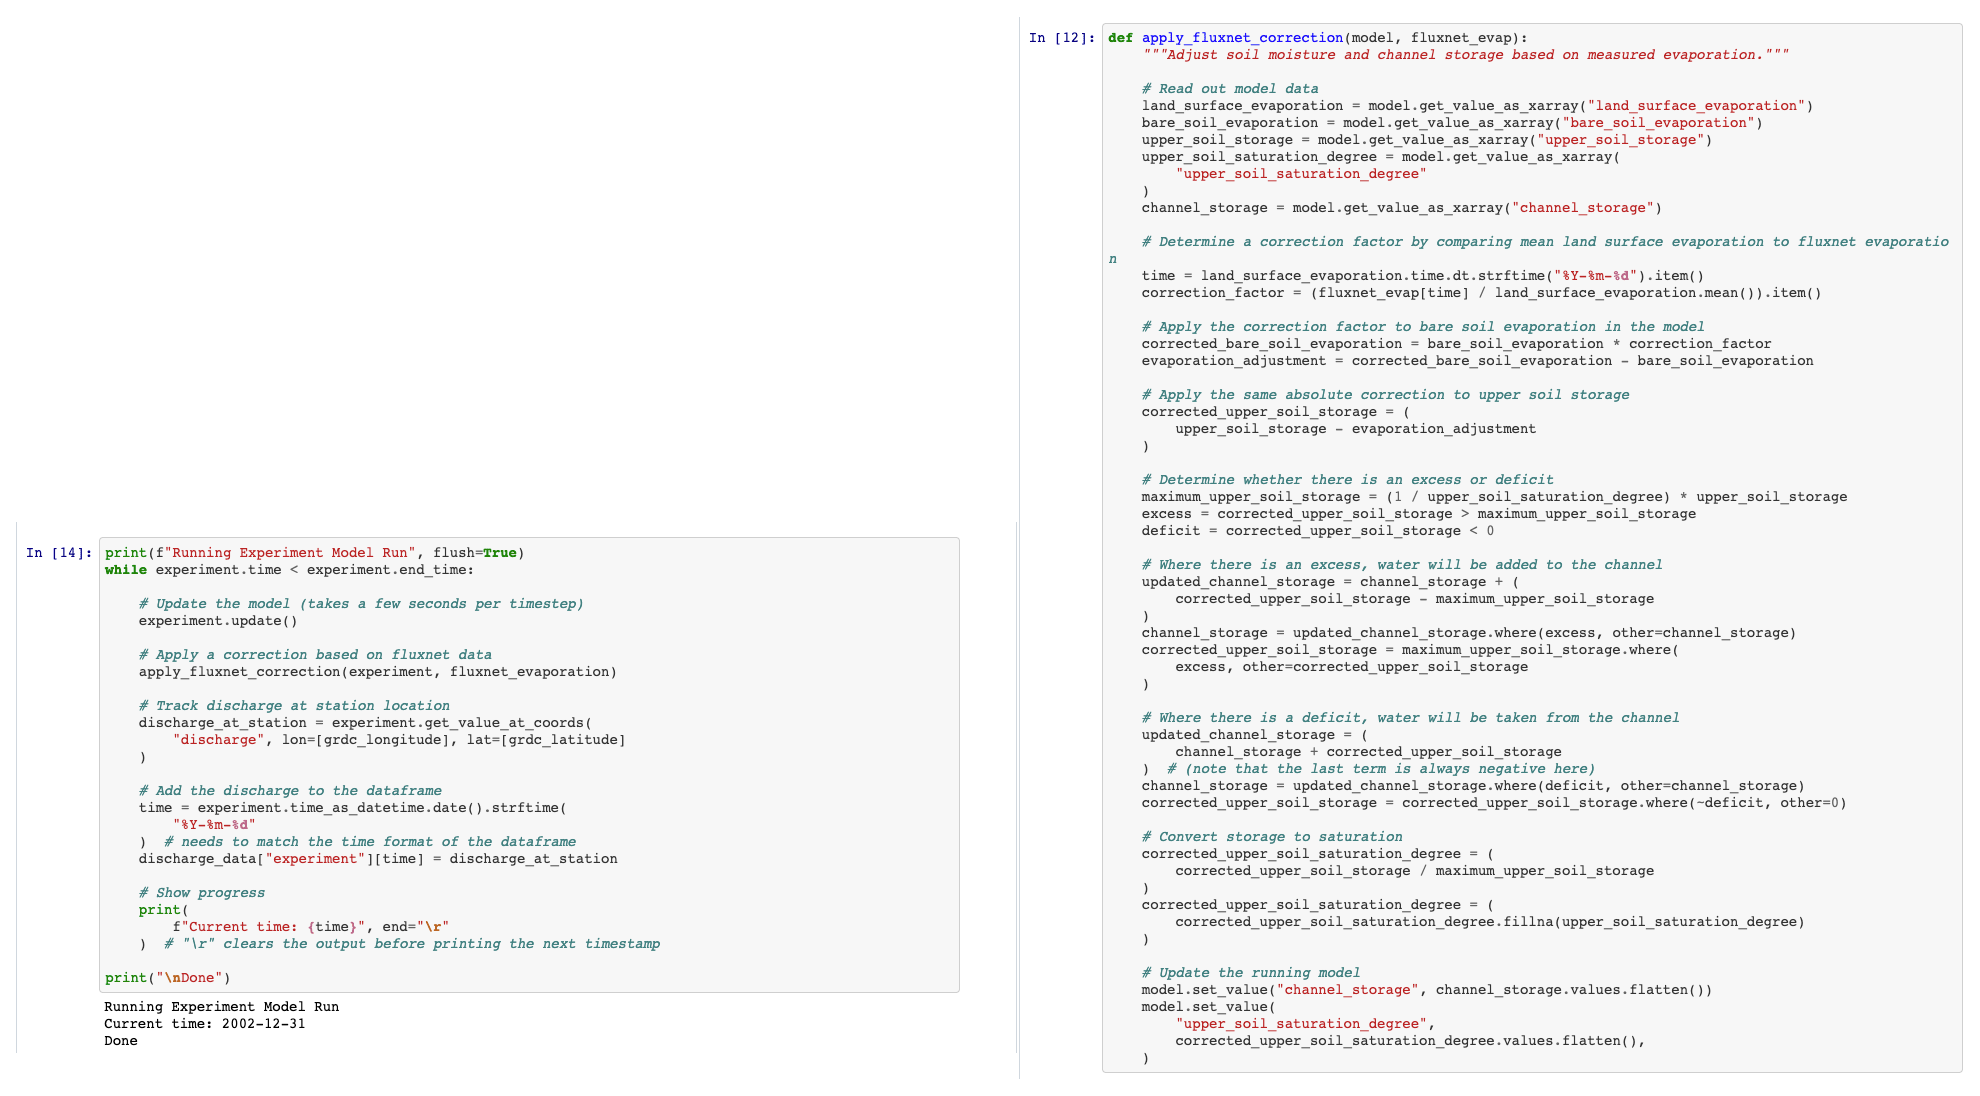 In [14]: print(f"Running Experiment Model Run", flush=True)
while experiment.time < experiment.end_time:

    # Update the model (takes a few seconds per timestep)
    experiment.update()

    # Apply a correction based on fluxnet data
    apply_fluxnet_correction(experiment, fluxnet_evaporation)

    # Track discharge at station location
    discharge_at_station = experiment.get_value_at_coords(
        "discharge", lon=[grdc_longitude], lat=[grdc_latitude]
    )

    # Add the discharge to the dataframe
    time = experiment.time_as_datetime.date().strftime(
        "%Y-%m-%d"
    )  # needs to match the time format of the dataframe
    discharge_data["experiment"][time] = discharge_at_station

    # Show progress
    print(
        f"Current time: {time}", end="\r"
    )  # "\r" clears the output before printing the next timestamp

print("\nDone")
Running Experiment Model Run
Current time: 2002-12-31
Done
In [12]: def apply_fluxnet_correction(model, fluxnet_evap):
    """Adjust soil moisture and channel storage based on measured evaporation."""

    # Read out model data
    land_surface_evaporation = model.get_value_as_xarray("land_surface_evaporation")
    bare_soil_evaporation = model.get_value_as_xarray("bare_soil_evaporation")
    upper_soil_storage = model.get_value_as_xarray("upper_soil_storage")
    upper_soil_saturation_degree = model.get_value_as_xarray(
        "upper_soil_saturation_degree"
    )
    channel_storage = model.get_value_as_xarray("channel_storage")

    # Determine a correction factor by comparing mean land surface evaporation to fluxnet evaporatio
n
    time = land_surface_evaporation.time.dt.strftime("%Y-%m-%d").item()
    correction_factor = (fluxnet_evap[time] / land_surface_evaporation.mean()).item()

    # Apply the correction factor to bare soil evaporation in the model
    corrected_bare_soil_evaporation = bare_soil_evaporation * correction_factor
    evaporation_adjustment = corrected_bare_soil_evaporation - bare_soil_evaporation

    # Apply the same absolute correction to upper soil storage
    corrected_upper_soil_storage = (
        upper_soil_storage - evaporation_adjustment
    )

    # Determine whether there is an excess or deficit
    maximum_upper_soil_storage = (1 / upper_soil_saturation_degree) * upper_soil_storage
    excess = corrected_upper_soil_storage > maximum_upper_soil_storage
    deficit = corrected_upper_soil_storage < 0

    # Where there is an excess, water will be added to the channel
    updated_channel_storage = channel_storage + (
        corrected_upper_soil_storage - maximum_upper_soil_storage
    )
    channel_storage = updated_channel_storage.where(excess, other=channel_storage)
    corrected_upper_soil_storage = maximum_upper_soil_storage.where(
        excess, other=corrected_upper_soil_storage
    )

    # Where there is a deficit, water will be taken from the channel
    updated_channel_storage = (
        channel_storage + corrected_upper_soil_storage
    )  # (note that the last term is always negative here)
    channel_storage = updated_channel_storage.where(deficit, other=channel_storage)
    corrected_upper_soil_storage = corrected_upper_soil_storage.where(~deficit, other=0)

    # Convert storage to saturation
    corrected_upper_soil_saturation_degree = (
        corrected_upper_soil_storage / maximum_upper_soil_storage
    )
    corrected_upper_soil_saturation_degree = (
        corrected_upper_soil_saturation_degree.fillna(upper_soil_saturation_degree)
    )

    # Update the running model
    model.set_value("channel_storage", channel_storage.values.flatten())
    model.set_value(
        "upper_soil_saturation_degree",
        corrected_upper_soil_saturation_degree.values.flatten(),
    )